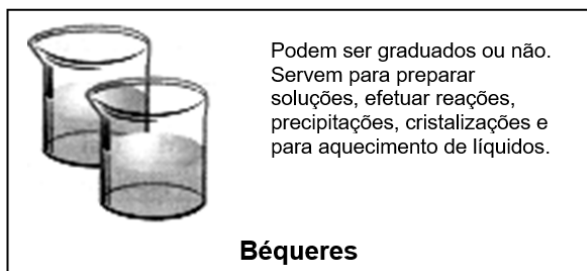 Podem ser graduados ou não.
Servem para preparar
soluções, efetuar reações,
precipitações, cristalizações e
para aquecimento de líquidos.
Béqueres